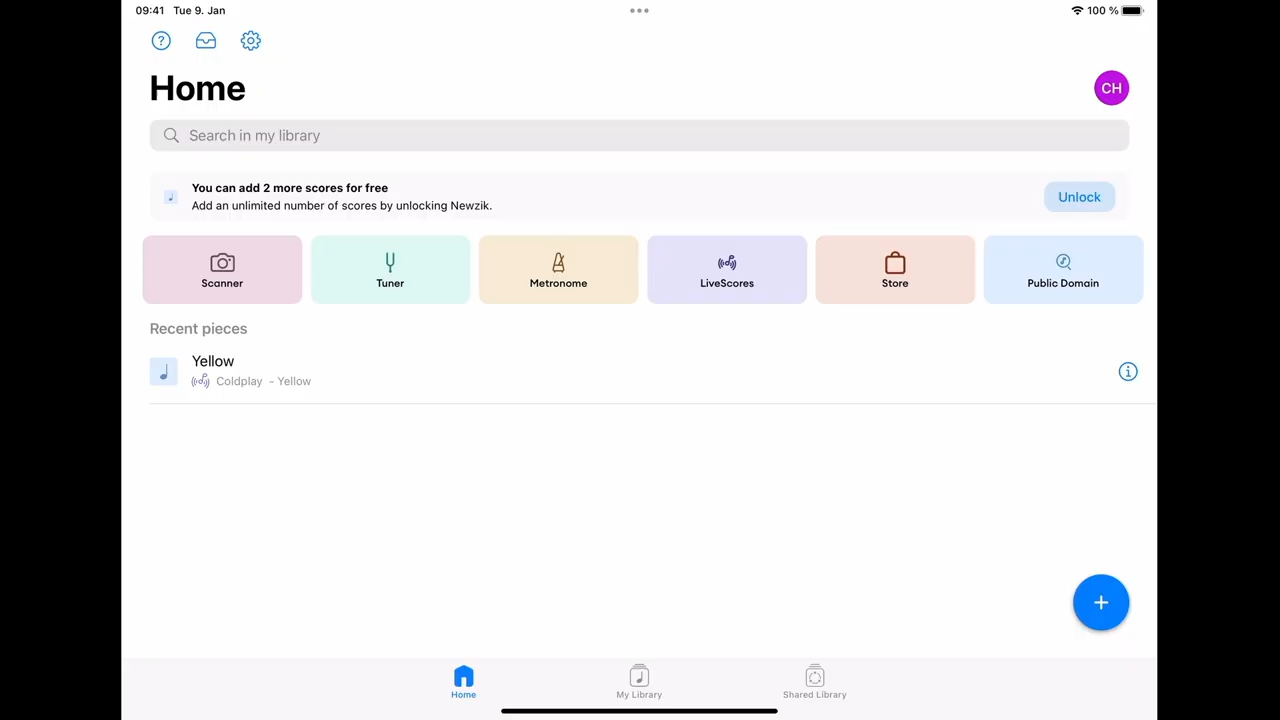 09:41 Tue 9. Jan
100 %
Home
CH
Search in my library
You can add 2 more scores for free
Add an unlimited number of scores by unlocking Newzik.
Unlock
Scanner
Tuner
Metronome
LiveScores
Store
Public Domain
Recent pieces
Yellow
Coldplay - Yellow
Home
My Library
Shared Library